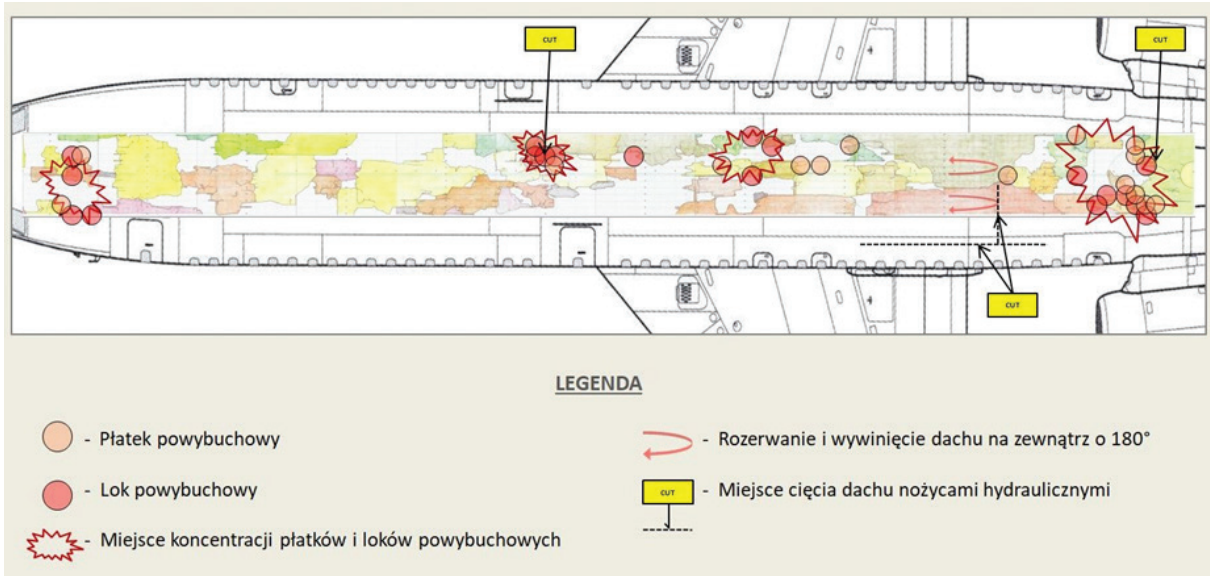 CUT
CUT
CUT
LEGENDA
- Płatek powybuchowy
- Lok powybuchowy
- Miejsce koncentracji płatków i loków powybuchowych
- Rozerwanie i wywinięcie dachu na zewnątrz o 180°
CUT
- Miejsce cięcia dachu nożycami hydraulicznymi